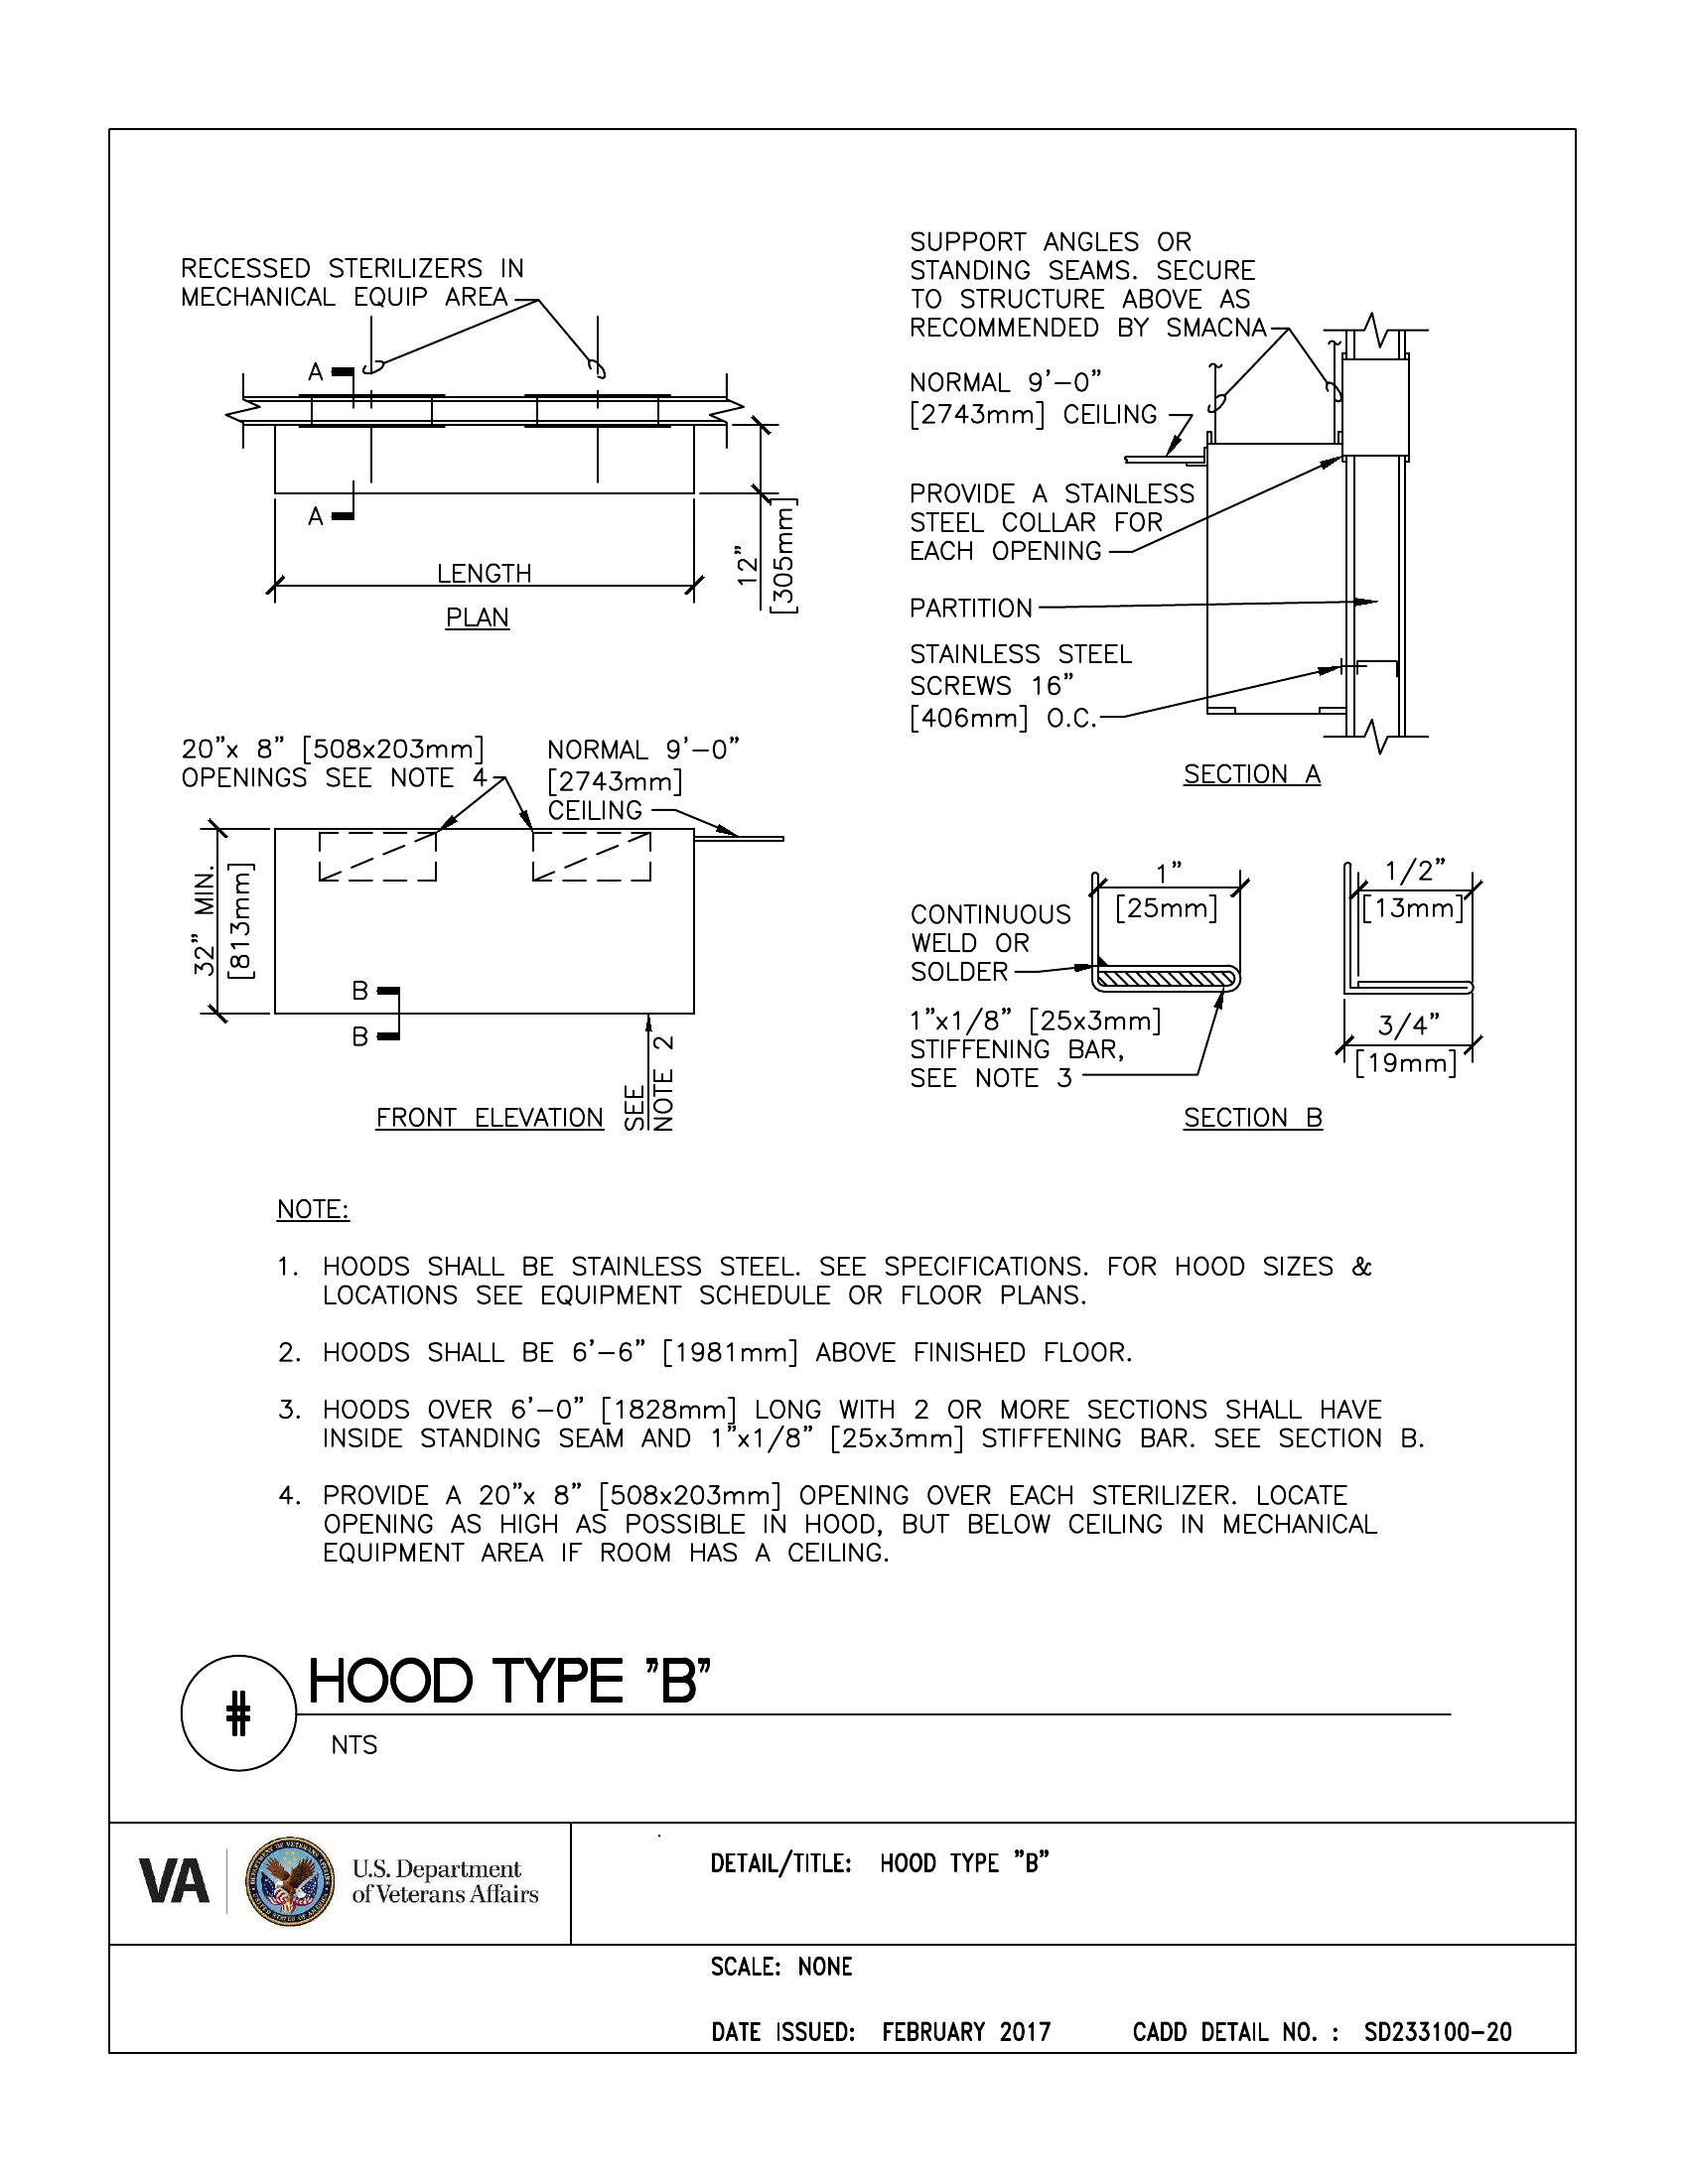 RECESSED STERILIZERS IN
MECHANICAL EQUIP AREA
A
A
LENGTH
12"
[305mm]
PLAN
SUPPORT ANGLES OR
STANDING SEAMS. SECURE
TO STRUCTURE ABOVE AS
RECOMMENDED BY SMACNA
NORMAL 9'-0"
[2743mm] CEILING
PROVIDE A STAINLESS
STEEL COLLAR FOR
EACH OPENING
PARTITION
STAINLESS STEEL
SCREWS 16"
[406mm] O.C.
SECTION A
20"x 8" [508x203mm]
OPENINGS SEE NOTE 4
NORMAL 9'-0"
[2743mm]
CEILING
32" MIN.
[813mm]
B
B
SEE
NOTE 2
FRONT ELEVATION
1"
[25mm]
CONTINUOUS
WELD OR
SOLDER
1"x1/8" [25x3mm]
STIFFENING BAR,
SEE NOTE 3
1/2"
[13mm]
3/4"
[19mm]
SECTION B
NOTE:
1. HOODS SHALL BE STAINLESS STEEL. SEE SPECIFICATIONS. FOR HOOD SIZES &
LOCATIONS SEE EQUIPMENT SCHEDULE OR FLOOR PLANS.
2. HOODS SHALL BE 6'-6" [1981mm] ABOVE FINISHED FLOOR.
3. HOODS OVER 6'-0" [1828mm] LONG WITH 2 OR MORE SECTIONS SHALL HAVE
INSIDE STANDING SEAM AND 1"x1/8" [25x3mm] STIFFENING BAR. SEE SECTION B.
4. PROVIDE A 20"x 8" [508x203mm] OPENING OVER EACH STERILIZER. LOCATE
OPENING AS HIGH AS POSSIBLE IN HOOD, BUT BELOW CEILING IN MECHANICAL
EQUIPMENT AREA IF ROOM HAS A CEILING.
#
HOOD TYPE "B"
NTS
VA
U.S. Department
of Veterans Affairs
DETAIL/TITLE: HOOD TYPE "B"
SCALE: NONE
DATE ISSUED: FEBRUARY 2017
CADD DETAIL NO. : SD233100-20